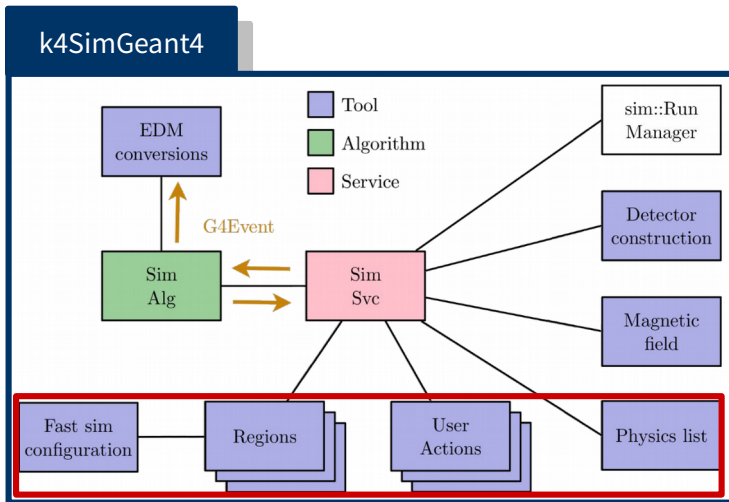 k4SimGeant4
EDM
conversions
Tool
Algorithm
Service
sim::Run
Manager
G4Event
Detector
construction
Sim
Alg
Sim
Svc
Magnetic
field
Fast sim
configuration
Regions
User
Actions
Physics list